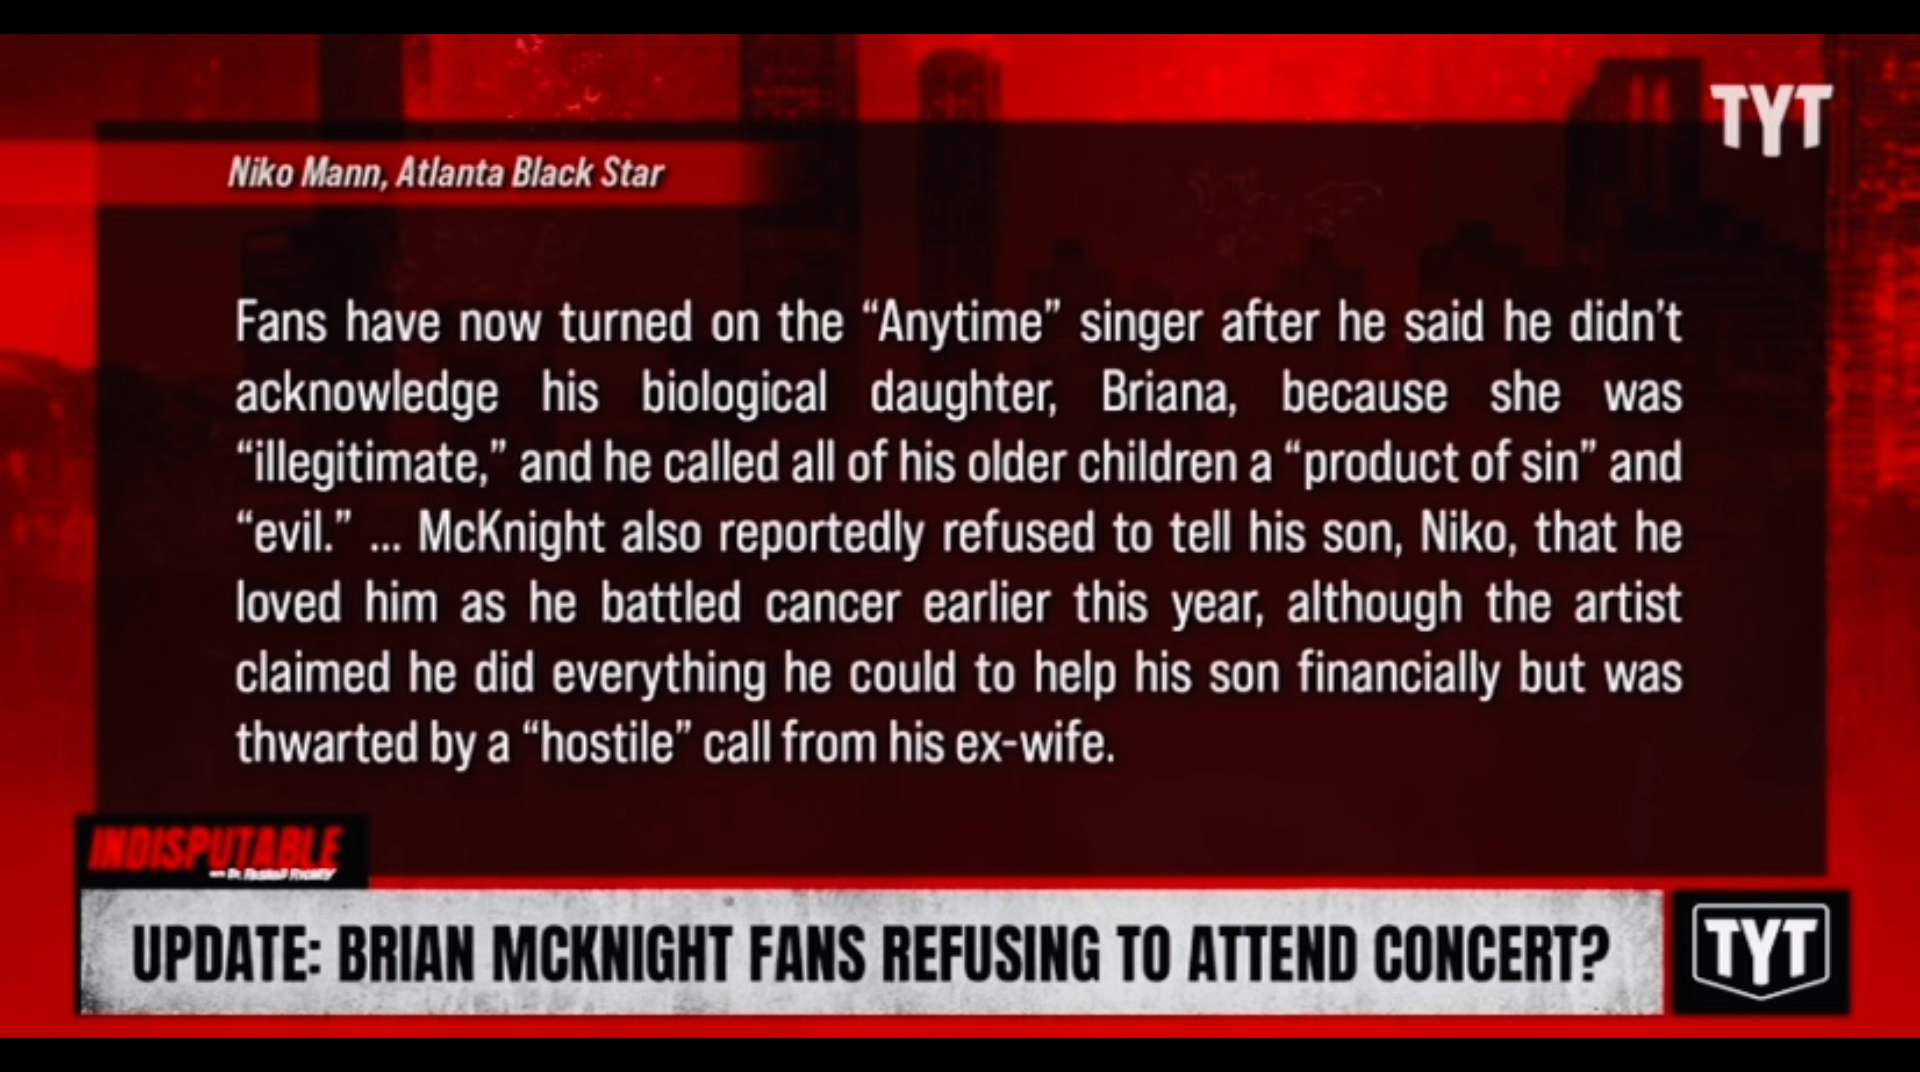 TYT
Niko Mann, Atlanta Black Star
Fans have now turned on the “Anytime” singer after he said he didn’t
acknowledge his biological daughter, Briana, because she was
“illegitimate,” and he called all of his older children a “product of sin” and
“evil.” ... McKnight also reportedly refused to tell his son, Niko, that he
loved him as he battled cancer earlier this year, although the artist
claimed he did everything he could to help his son financially but was
thwarted by a “hostile” call from his ex-wife.
INDISPUTABLE
UPDATE: BRIAN MCKNIGHT FANS REFUSING TO ATTEND CONCERT?
TYT